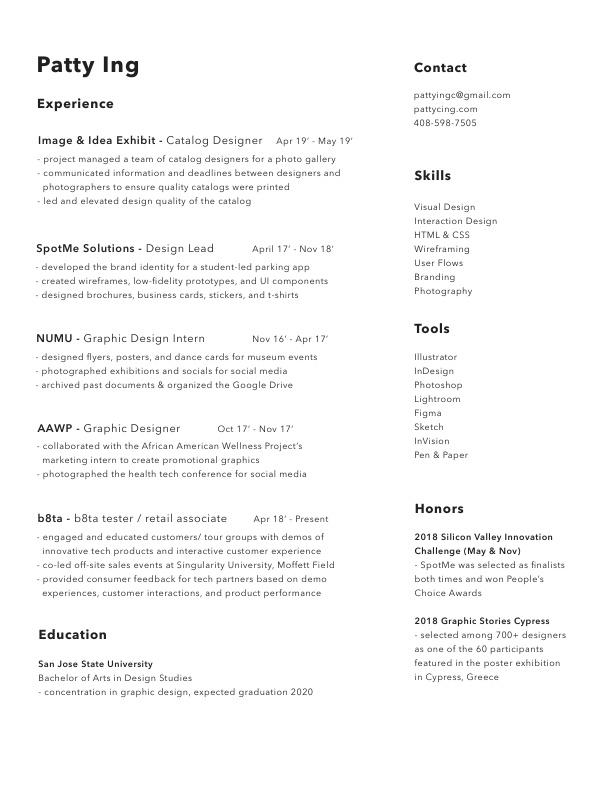 Patty Ing
Experience
Image & Idea Exhibit - Catalog Designer Apr 19' - May 19'
- project managed a team of catalog designers for a photo gallery
- communicated information and deadlines between designers and
photographers to ensure quality catalogs were printed
- led and elevated design quality of the catalog
SpotMe Solutions - Design Lead April 17' - Nov 18'
- developed the brand identity for a student-led parking app
- created wireframes, low-fidelity prototypes, and UI components
- designed brochures, business cards, stickers, and t-shirts
NUMU - Graphic Design Intern Nov 16' - Apr 17'
- designed flyers, posters, and dance cards for museum events
- photographed exhibitions and socials for social media
- archived past documents & organized the Google Drive
AAWP - Graphic Designer Oct 17' - Nov 17'
- collaborated with the African American Wellness Project's
marketing intern to create promotional graphics
- photographed the health tech conference for social media
b8ta - b8ta tester / retail associate Apr 18' - Present
- engaged and educated customers/ tour groups with demos of
innovative tech products and interactive customer experience
- co-led off-site sales events at Singularity University, Moffett Field
- provided consumer feedback for tech partners based on demo
experiences, customer interactions, and product performance
Education
San Jose State University
Bachelor of Arts in Design Studies
- concentration in graphic design, expected graduation 2020
Contact
pattyingc@gmail.com
pattycing.com
408-598-7505
Skills
Visual Design
Interaction Design
HTML & CSS
Wireframing
User Flows
Branding
Photography
Tools
Illustrator
InDesign
Photoshop
Lightroom
Figma
Sketch
InVision
Pen & Paper
Honors
2018 Silicon Valley Innovation
Challenge (May & Nov)
- SpotMe was selected as finalists
both times and won People's
Choice Awards
2018 Graphic Stories Cypress
- selected among 700+ designers
as one of the 60 participants
featured in the poster exhibition
in Cypress, Greece